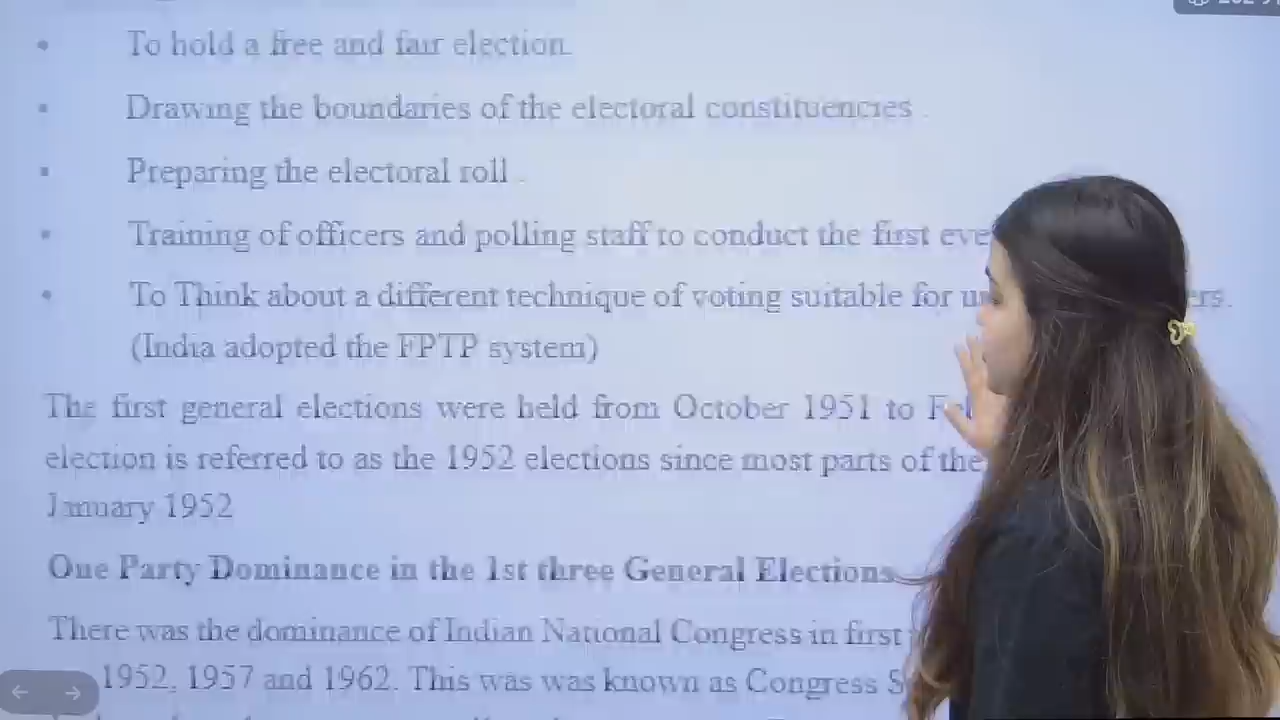 • To hold a free and fair election.
• Drawing the boundaries of the electoral constituencies .
• Preparing the electoral roll .
• Training of officers and polling staff to conduct the first
• To Think about a different technique of voting suitable for
(India adopted the FPTP system)
The first general elections were held from October 1951 to
election is referred to as the 1952 elections since most parts of the
January 1952
One Party Dominance in the 1st three General Elections
There was the dominance of Indian National Congress in first
1952, 1957 and 1962. This was was known as Congress